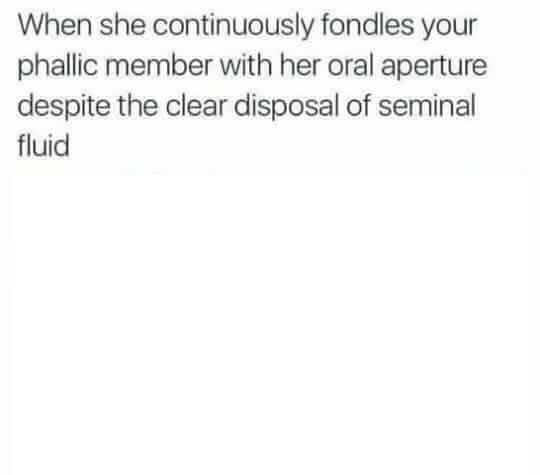 When she continuously fondles your
phallic member with her oral aperture
despite the clear disposal of seminal
fluid